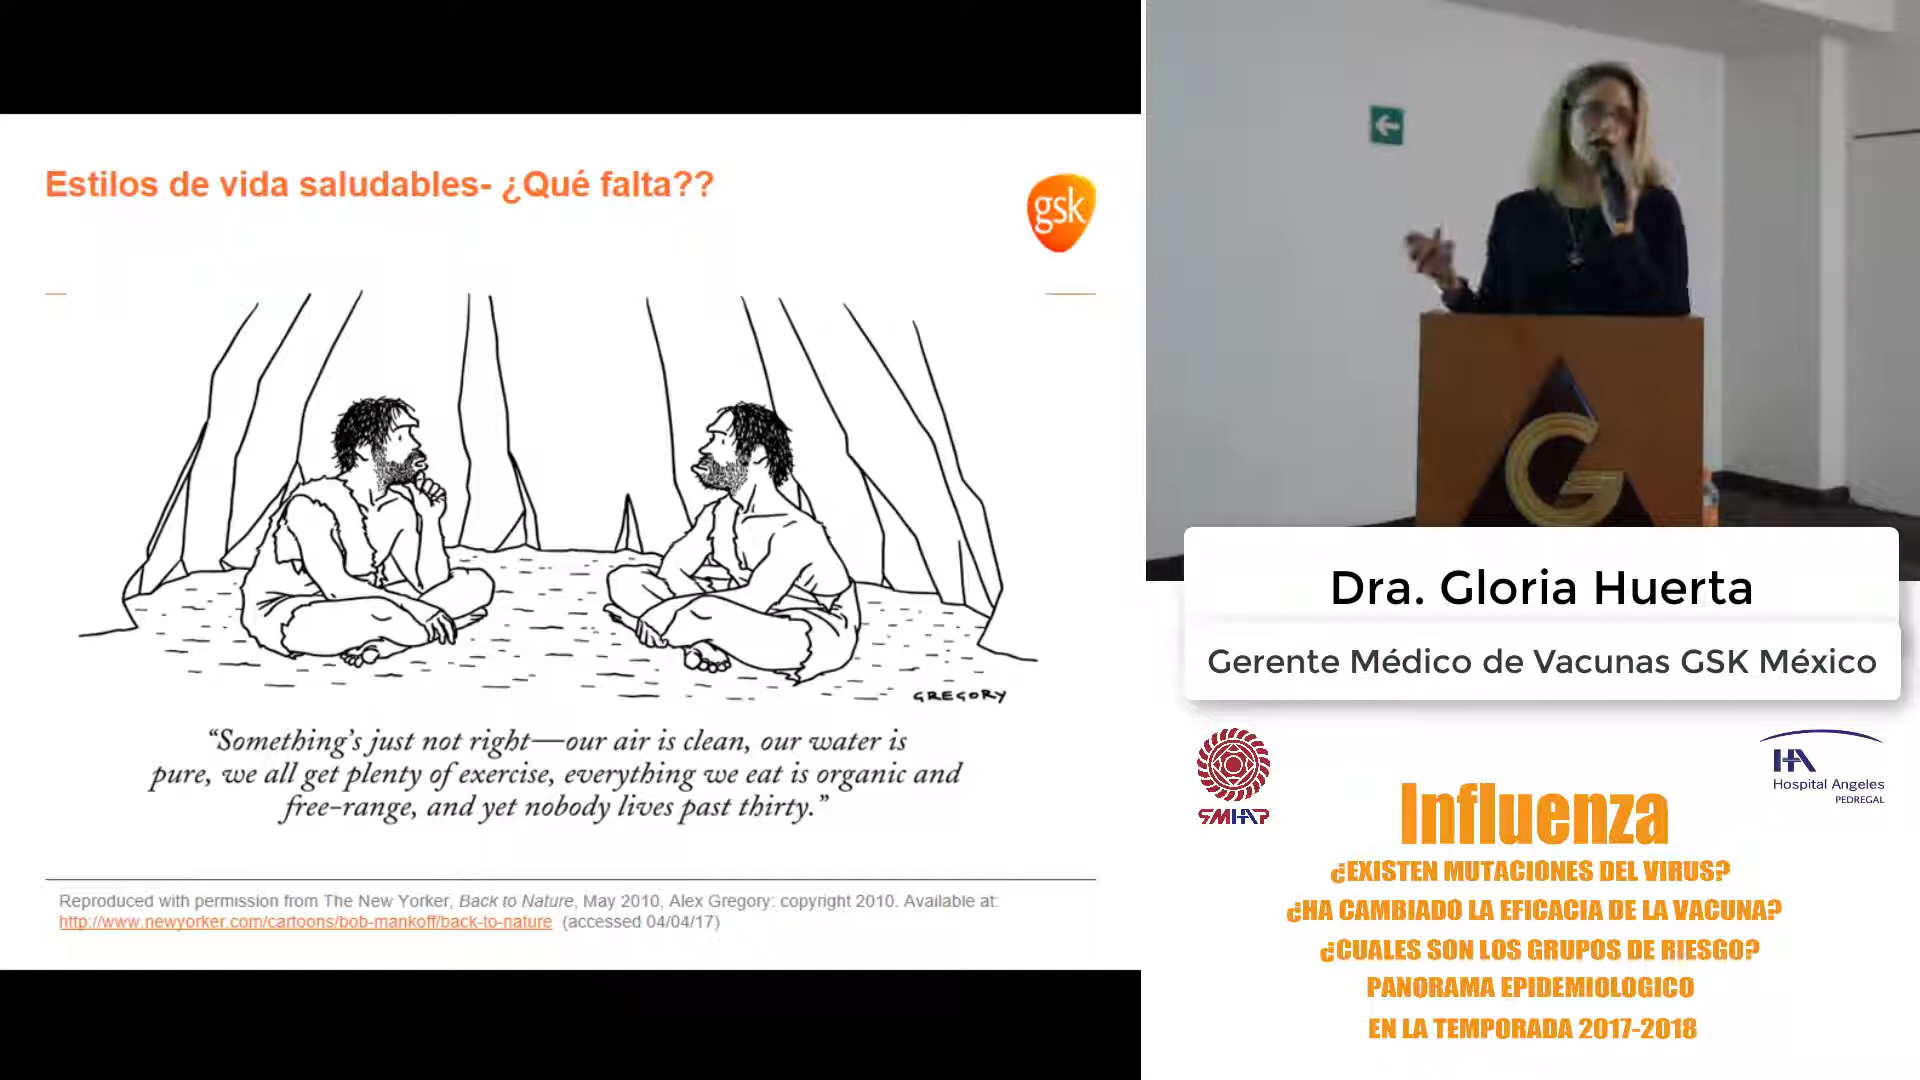 Estilos de vida saludables- ¿Qué falta??
gsk
GREGORY
“Something’s just not right—our air is clean, our water is
pure, we all get plenty of exercise, everything we eat is organic and
free-range, and yet nobody lives past thirty.”
Reproduced with permission from The New Yorker, Back to Nature, May 2010, Alex Gregory: copyright 2010. Available at:
http://www.newyorker.com/cartoons/bob-mankoff/back-to-nature (accessed 04/04/17)
G
Dra. Gloria Huerta
Gerente Médico de Vacunas GSK México
SMHAP
HA
Hospital Angeles
PEDREGAL
Influenza
¿EXISTEN MUTACIONES DEL VIRUS?
¿HA CAMBIADO LA EFICACIA DE LA VACUNA?
¿CUALES SON LOS GRUPOS DE RIESGO?
PANORAMA EPIDEMIOLOGICO
EN LA TEMPORADA 2017-2018